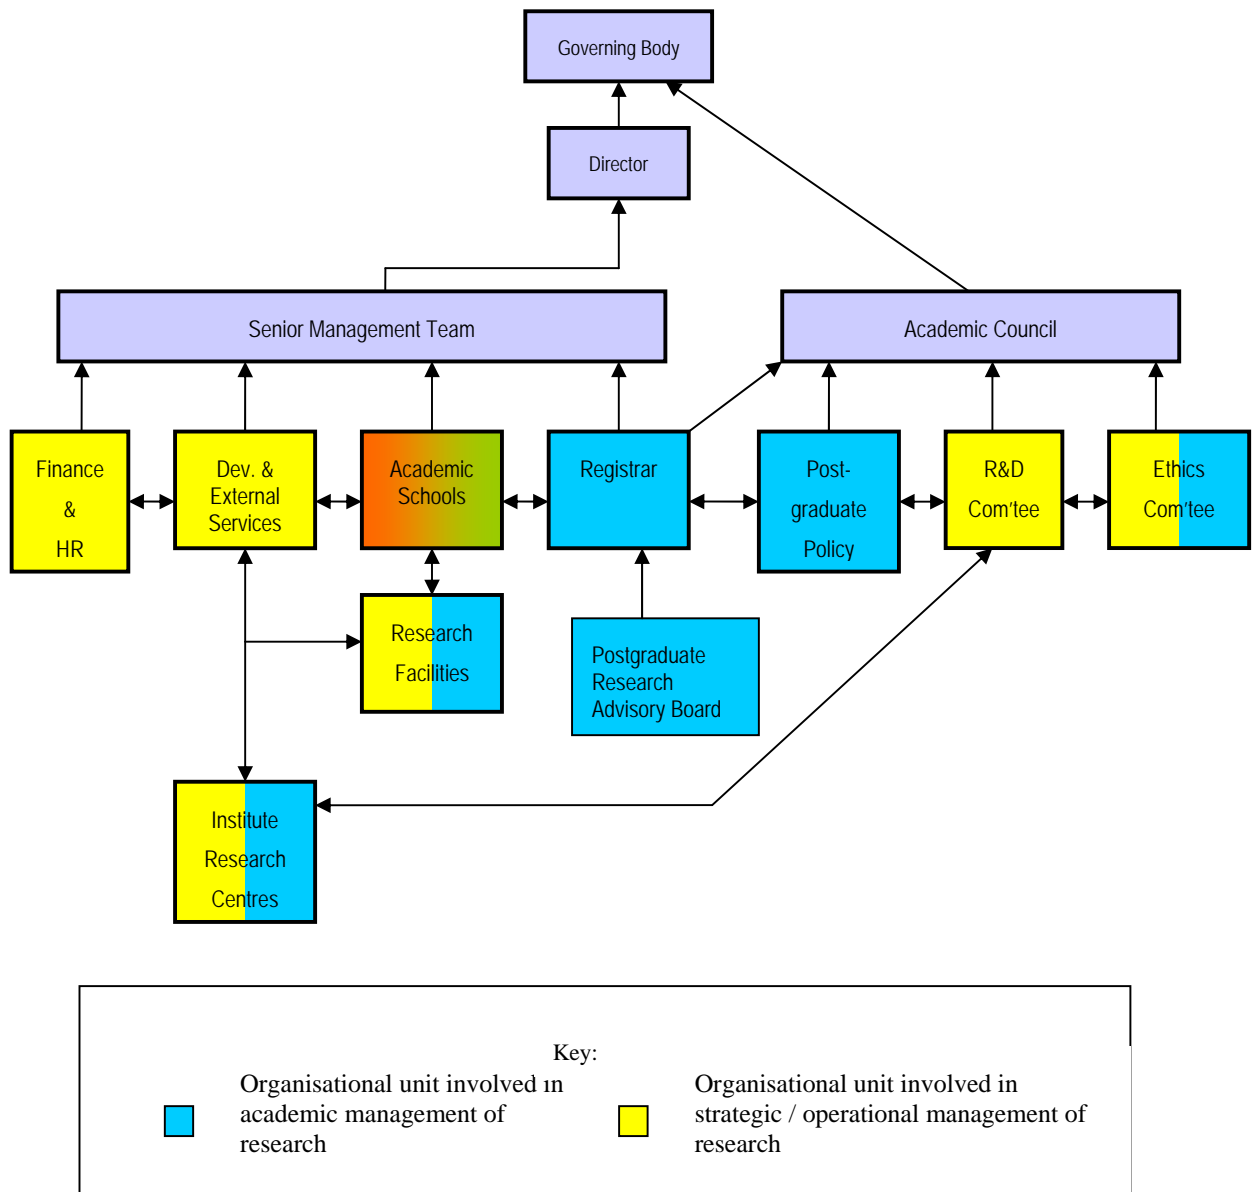 Governing Body
Director
Senior Management Team
Academic Council
Finance
&
HR
Dev. &
External
Services
Academic
Schools
Registrar
Post-
graduate
Policy
R&D
Com'tee
Ethics
Com'tee
Research
Facilities
Postgraduate
Research
Advisory Board
Institute
Research
Centres
Key:
Organisational unit involved in
academic management of
research
Organisational unit involved in
strategic / operational management of
research